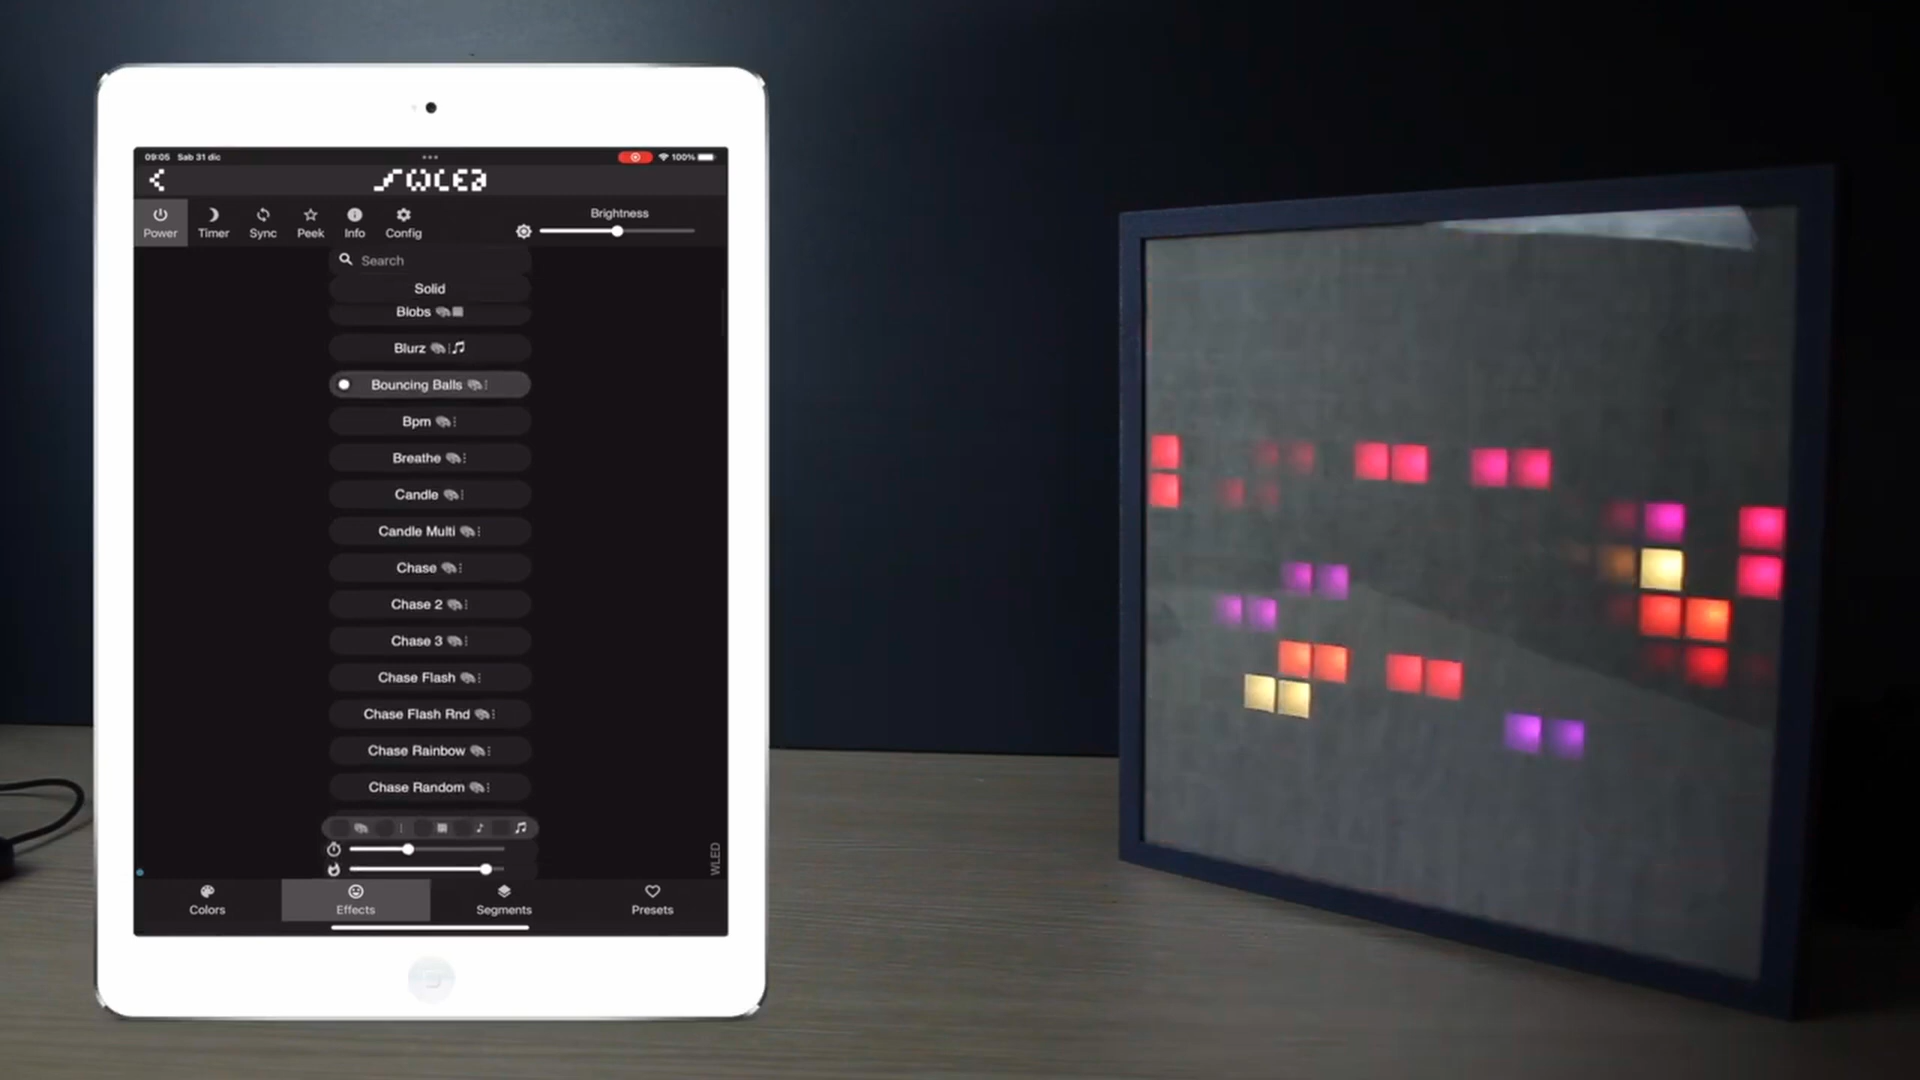 09:05 Sab 31 dic
100%
WLED
Power
Timer
Sync
Peek
Info
Config
Brightness
Search
Solid
Blobs
Blurz
Bouncing Balls
Bpm
Breathe
Candle
Candle Multi
Chase
Chase 2
Chase 3
Chase Flash
Chase Flash Rnd
Chase Rainbow
Chase Random
WLED
Colors
Effects
Segments
Presets